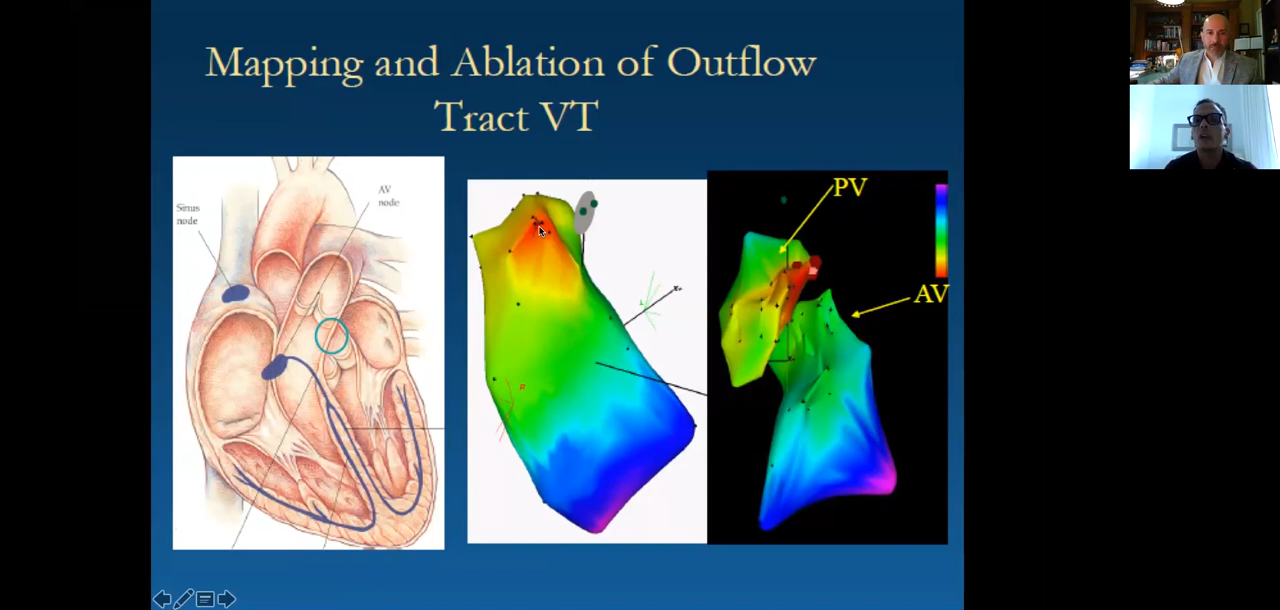 Mapping and Ablation of Outflow
Tract VT
Sinus
node
AV
node
R
PV
AV